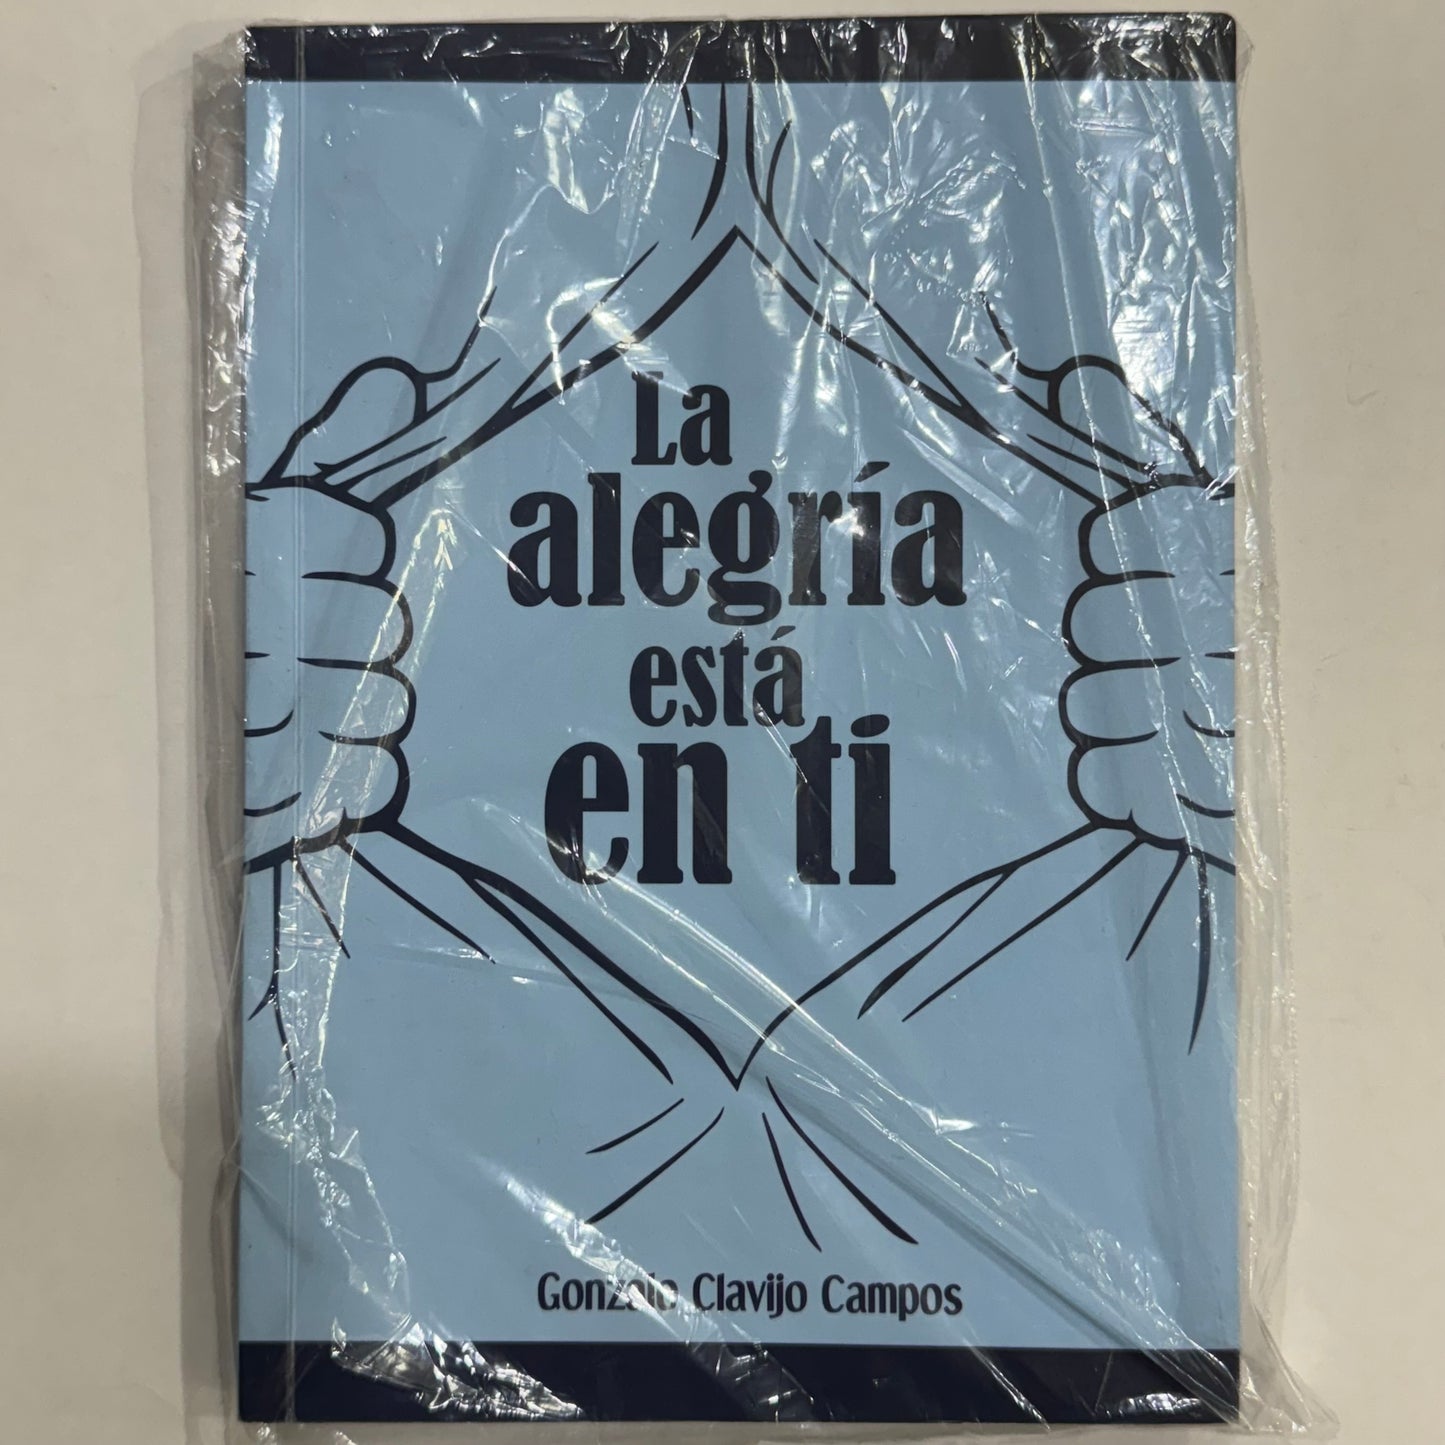 La
alegría
está
en ti
Gonzalo Clavijo Campos